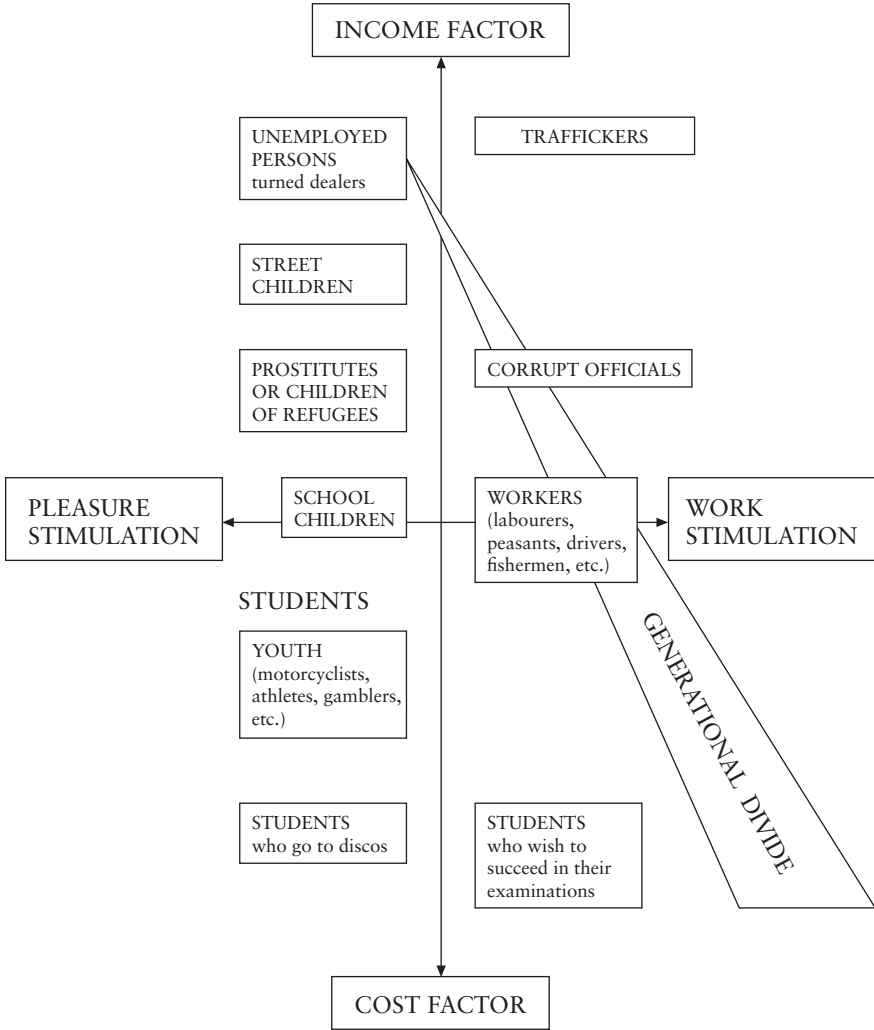 INCOME FACTOR
UNEMPLOYED
PERSONS
turned dealers
TRAFFICKERS
STREET
CHILDREN
PROSTITUTES
OR CHILDREN
OF REFUGEES
CORRUPT OFFICIALS
PLEASURE
STIMULATION
SCHOOL
CHILDREN
WORKERS
(labourers,
peasants, drivers,
fishermen, etc.)
WORK
STIMULATION
STUDENTS
YOUTH
(motorcyclists,
athletes, gamblers,
etc.)
GENERATIONAL DIVIDE
STUDENTS
who go to discos
STUDENTS
who wish to
succeed in their
examinations
COST FACTOR